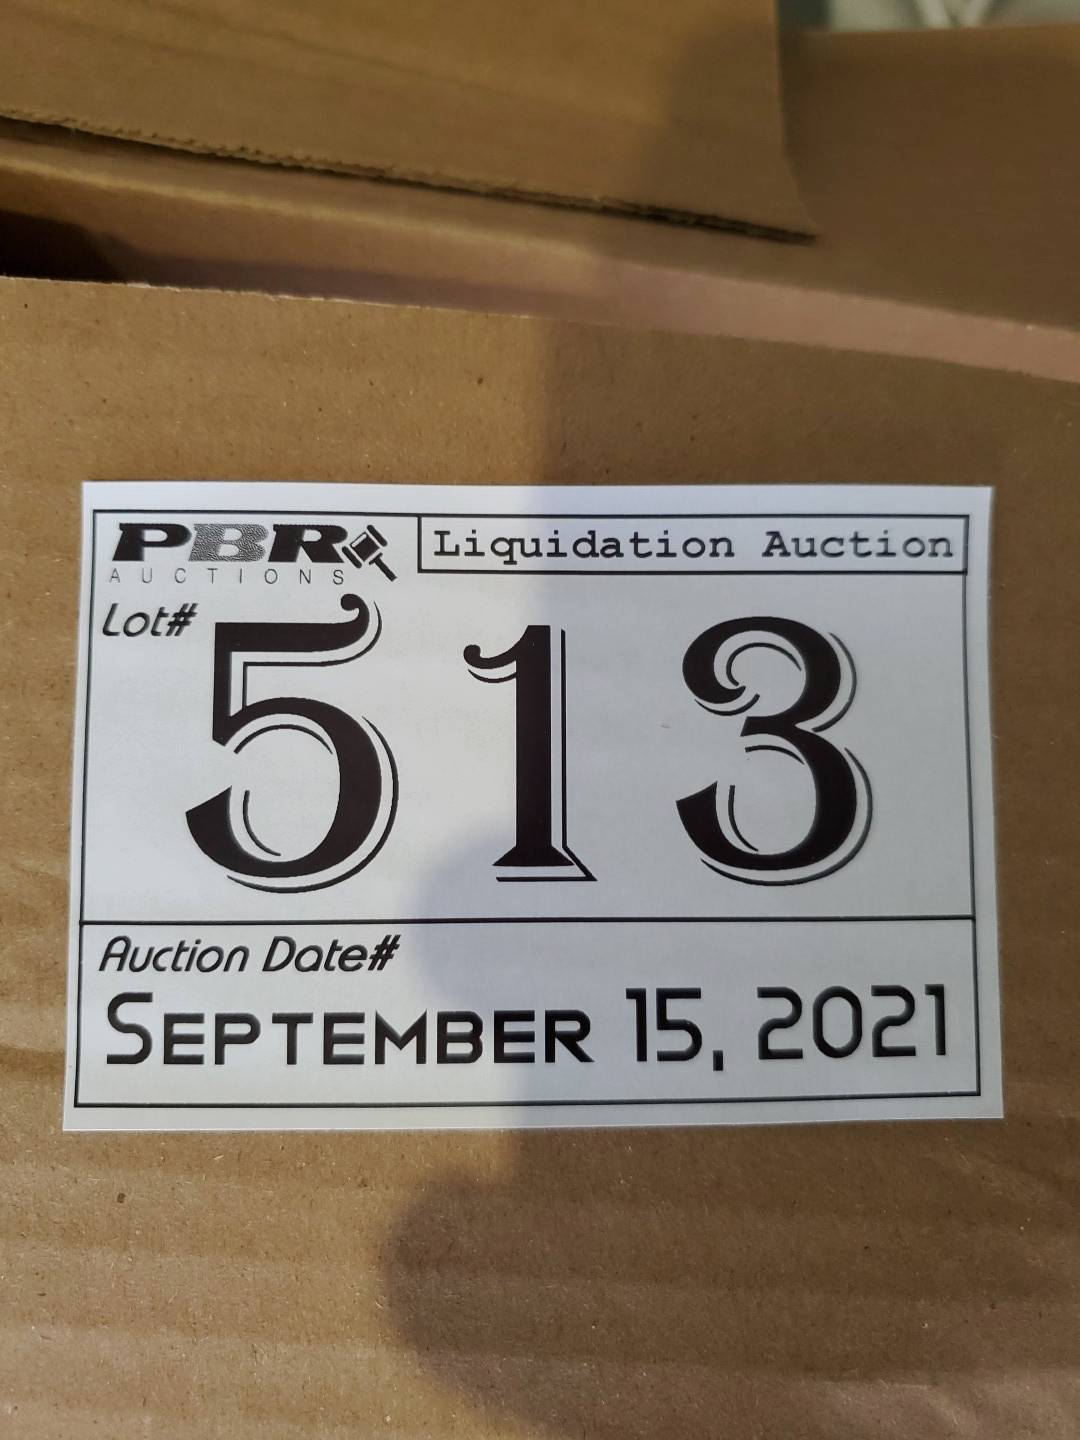 PBR
AUCTIONS
Liquidation Auction
Lot#
513
Auction Date#
SEPTEMBER 15, 2021